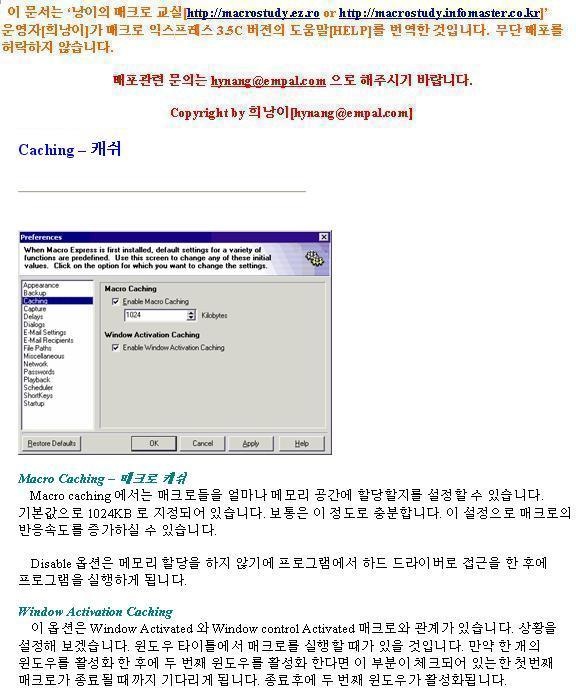 이 문서는 ‘낭이의 매크로 교실[http://macrostudy.ez.ro or http://macrostudy.infomaster.co.kr]’
운영자[희낭이]가 매크로 익스프레스 3.5C 버젼의 도움말[HELP]를 번역한 것입니다. 무단 배포를
허락하지 않습니다.
배포관련 문의는 hynang@empal.com 으로 해주시기 바랍니다.
Copyright by 희낭이[hynang@empal.com]
Caching – 캐쉬
Preferences
When Macro Express is first installed, default settings for a variety of
functions are predefined. Use this screen to change any of these initial
values. Click on the option for which you want to change the settings.
Appearance
Backup
Caching
Capture
Delays
Dialogs
E-Mail Settings
E-Mail Recipients
File Paths
Miscellaneous
Network
Passwords
Playback
Scheduler
ShortKeys
Startup
Macro Caching
Enable Macro Caching
1024 Kilobytes
Window Activation Caching
Enable Window Activation Caching
Restore Defaults OK Cancel Apply Help
Macro Caching – 매크로 캐쉬
Macro caching 에서는 매크로들을 얼마나 메모리 공간에 할당할지를 설정할 수 있습니다.
기본값으로 1024KB 로 지정되어 있습니다. 보통은 이 정도로 충분합니다. 이 설정으로 매크로의
반응속도를 증가하실 수 있습니다.
Disable 옵션은 메모리 할당을 하지 않기에 프로그램에서 하드 드라이버로 접근을 한 후에
프로그램을 실행하게 됩니다.
Window Activation Caching
이 옵션은 Window Activated 와 Window control Activated 매크로와 관계가 있습니다. 상황을
설정해 보겠습니다. 윈도우 타이틀에서 매크로를 실행할 때가 있을 것입니다. 만약 한 개의
윈도우를 활성화 한 후에 두 번째 윈도우를 활성화 한다면 이 부분이 체크되어 있는한 첫번째
매크로가 종료될 때까지 기다리게 됩니다. 종료후에 두 번째 윈도우가 활성화됩니다.